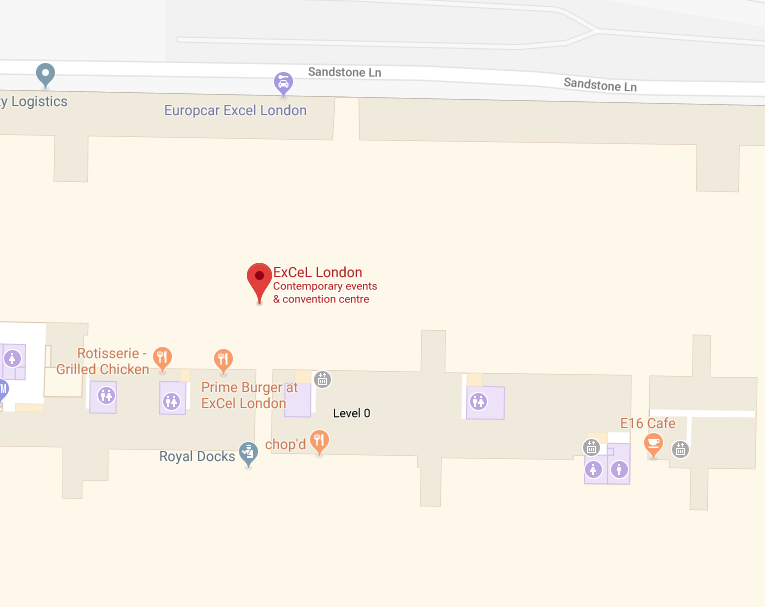 Sandstone Ln
Sandstone Ln
y Logistics
Europcar Excel London
ExCeL London
Contemporary events
& convention centre
Rotisserie -
Grilled Chicken
Prime Burger at
ExCel London
Level 0
E16 Cafe
chop'd
Royal Docks